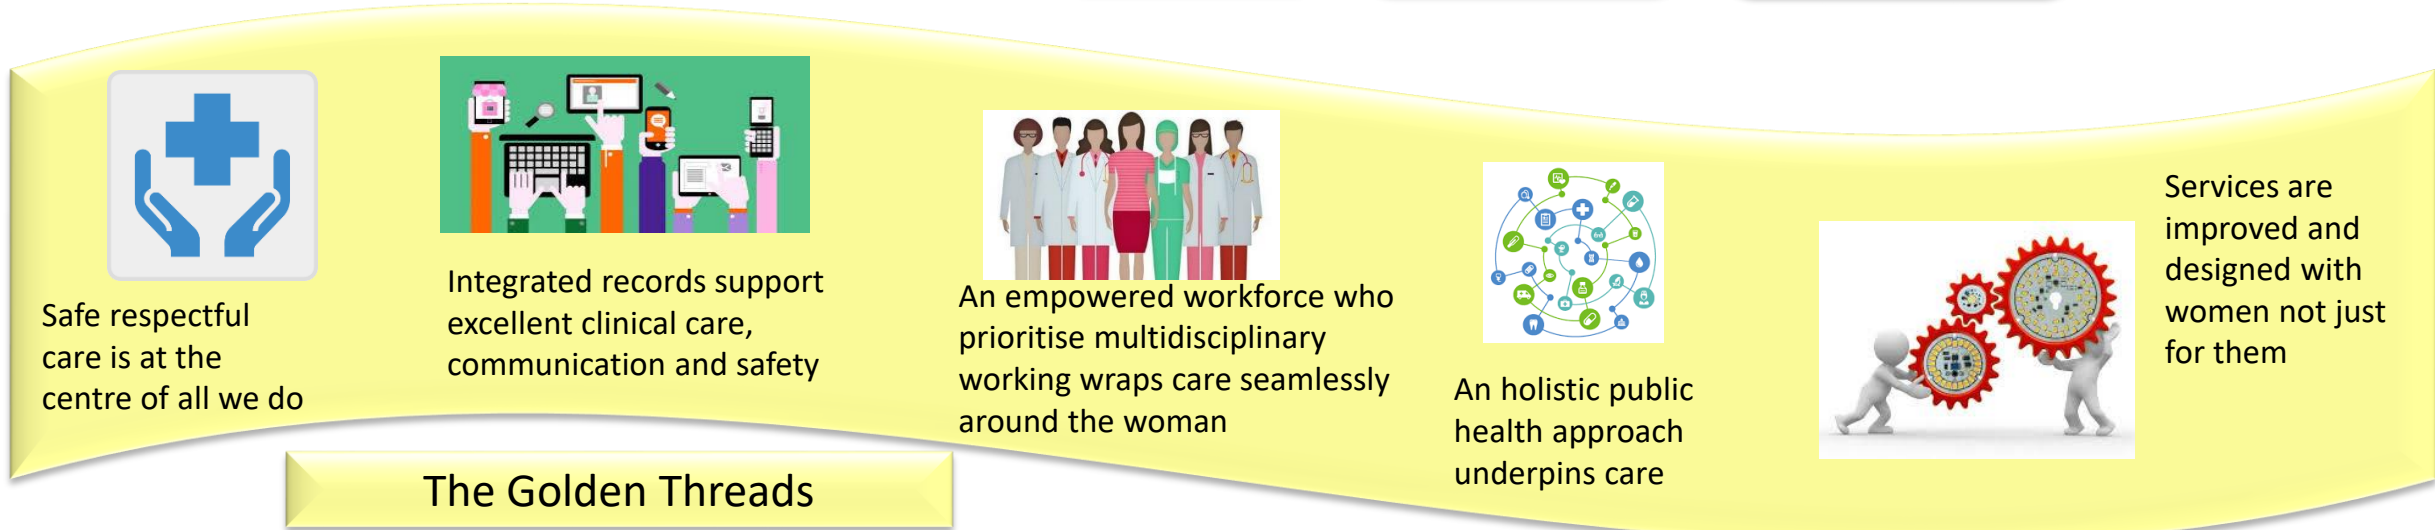 Safe respectful
care is at the
centre of all we do
Integrated records support
excellent clinical care,
communication and safety
An empowered workforce who
prioritise multidisciplinary
working wraps care seamlessly
around the woman
An holistic public
health approach
underpins care
Services are
improved and
designed with
women not just
for them
The Golden Threads